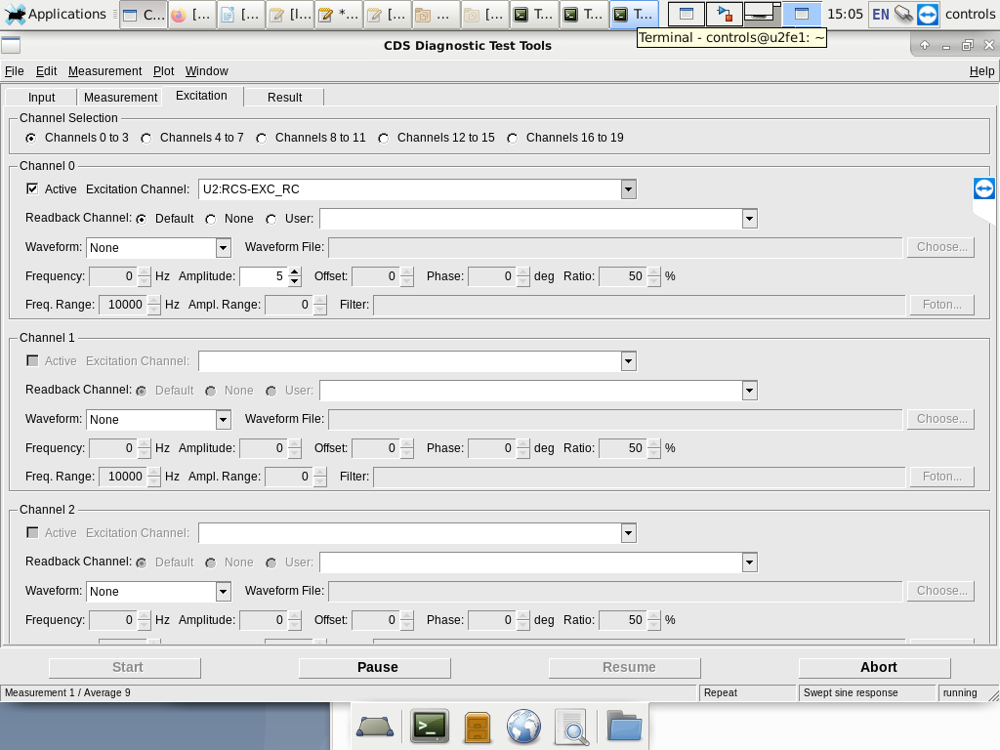 Applications C... [... [... [I... *... [... ... [... T... T... T... 15:05 EN controls
Terminal - controls@u2fe1: ~
CDS Diagnostic Test Tools
File Edit Measurement Plot Window Help
Input Measurement Excitation Result
Channel Selection
Channels 0 to 3 Channels 4 to 7 Channels 8 to 11 Channels 12 to 15 Channels 16 to 19
Channel 0
Active Excitation Channel: U2:RCS-EXC_RC
Readback Channel: Default None User:
Waveform: None Waveform File: Choose...
Frequency: 0 Hz Amplitude: 5 Offset: 0 Phase: 0 deg Ratio: 50 %
Freq. Range: 10000 Hz Ampl. Range: 0 Filter: Foton...
Channel 1
Active Excitation Channel:
Readback Channel: Default None User:
Waveform: None Waveform File: Choose...
Frequency: 0 Hz Amplitude: 0 Offset: 0 Phase: 0 deg Ratio: 50 %
Freq. Range: 10000 Hz Ampl. Range: 0 Filter: Foton...
Channel 2
Active Excitation Channel:
Readback Channel: Default None User:
Waveform: None Waveform File: Choose...
Frequency: 0 Hz Amplitude: 0 Offset: 0 Phase: 0 deg Ratio: 50 %
Start Pause Resume Abort
Measurement 1 / Average 9 Repeat Swept sine response running